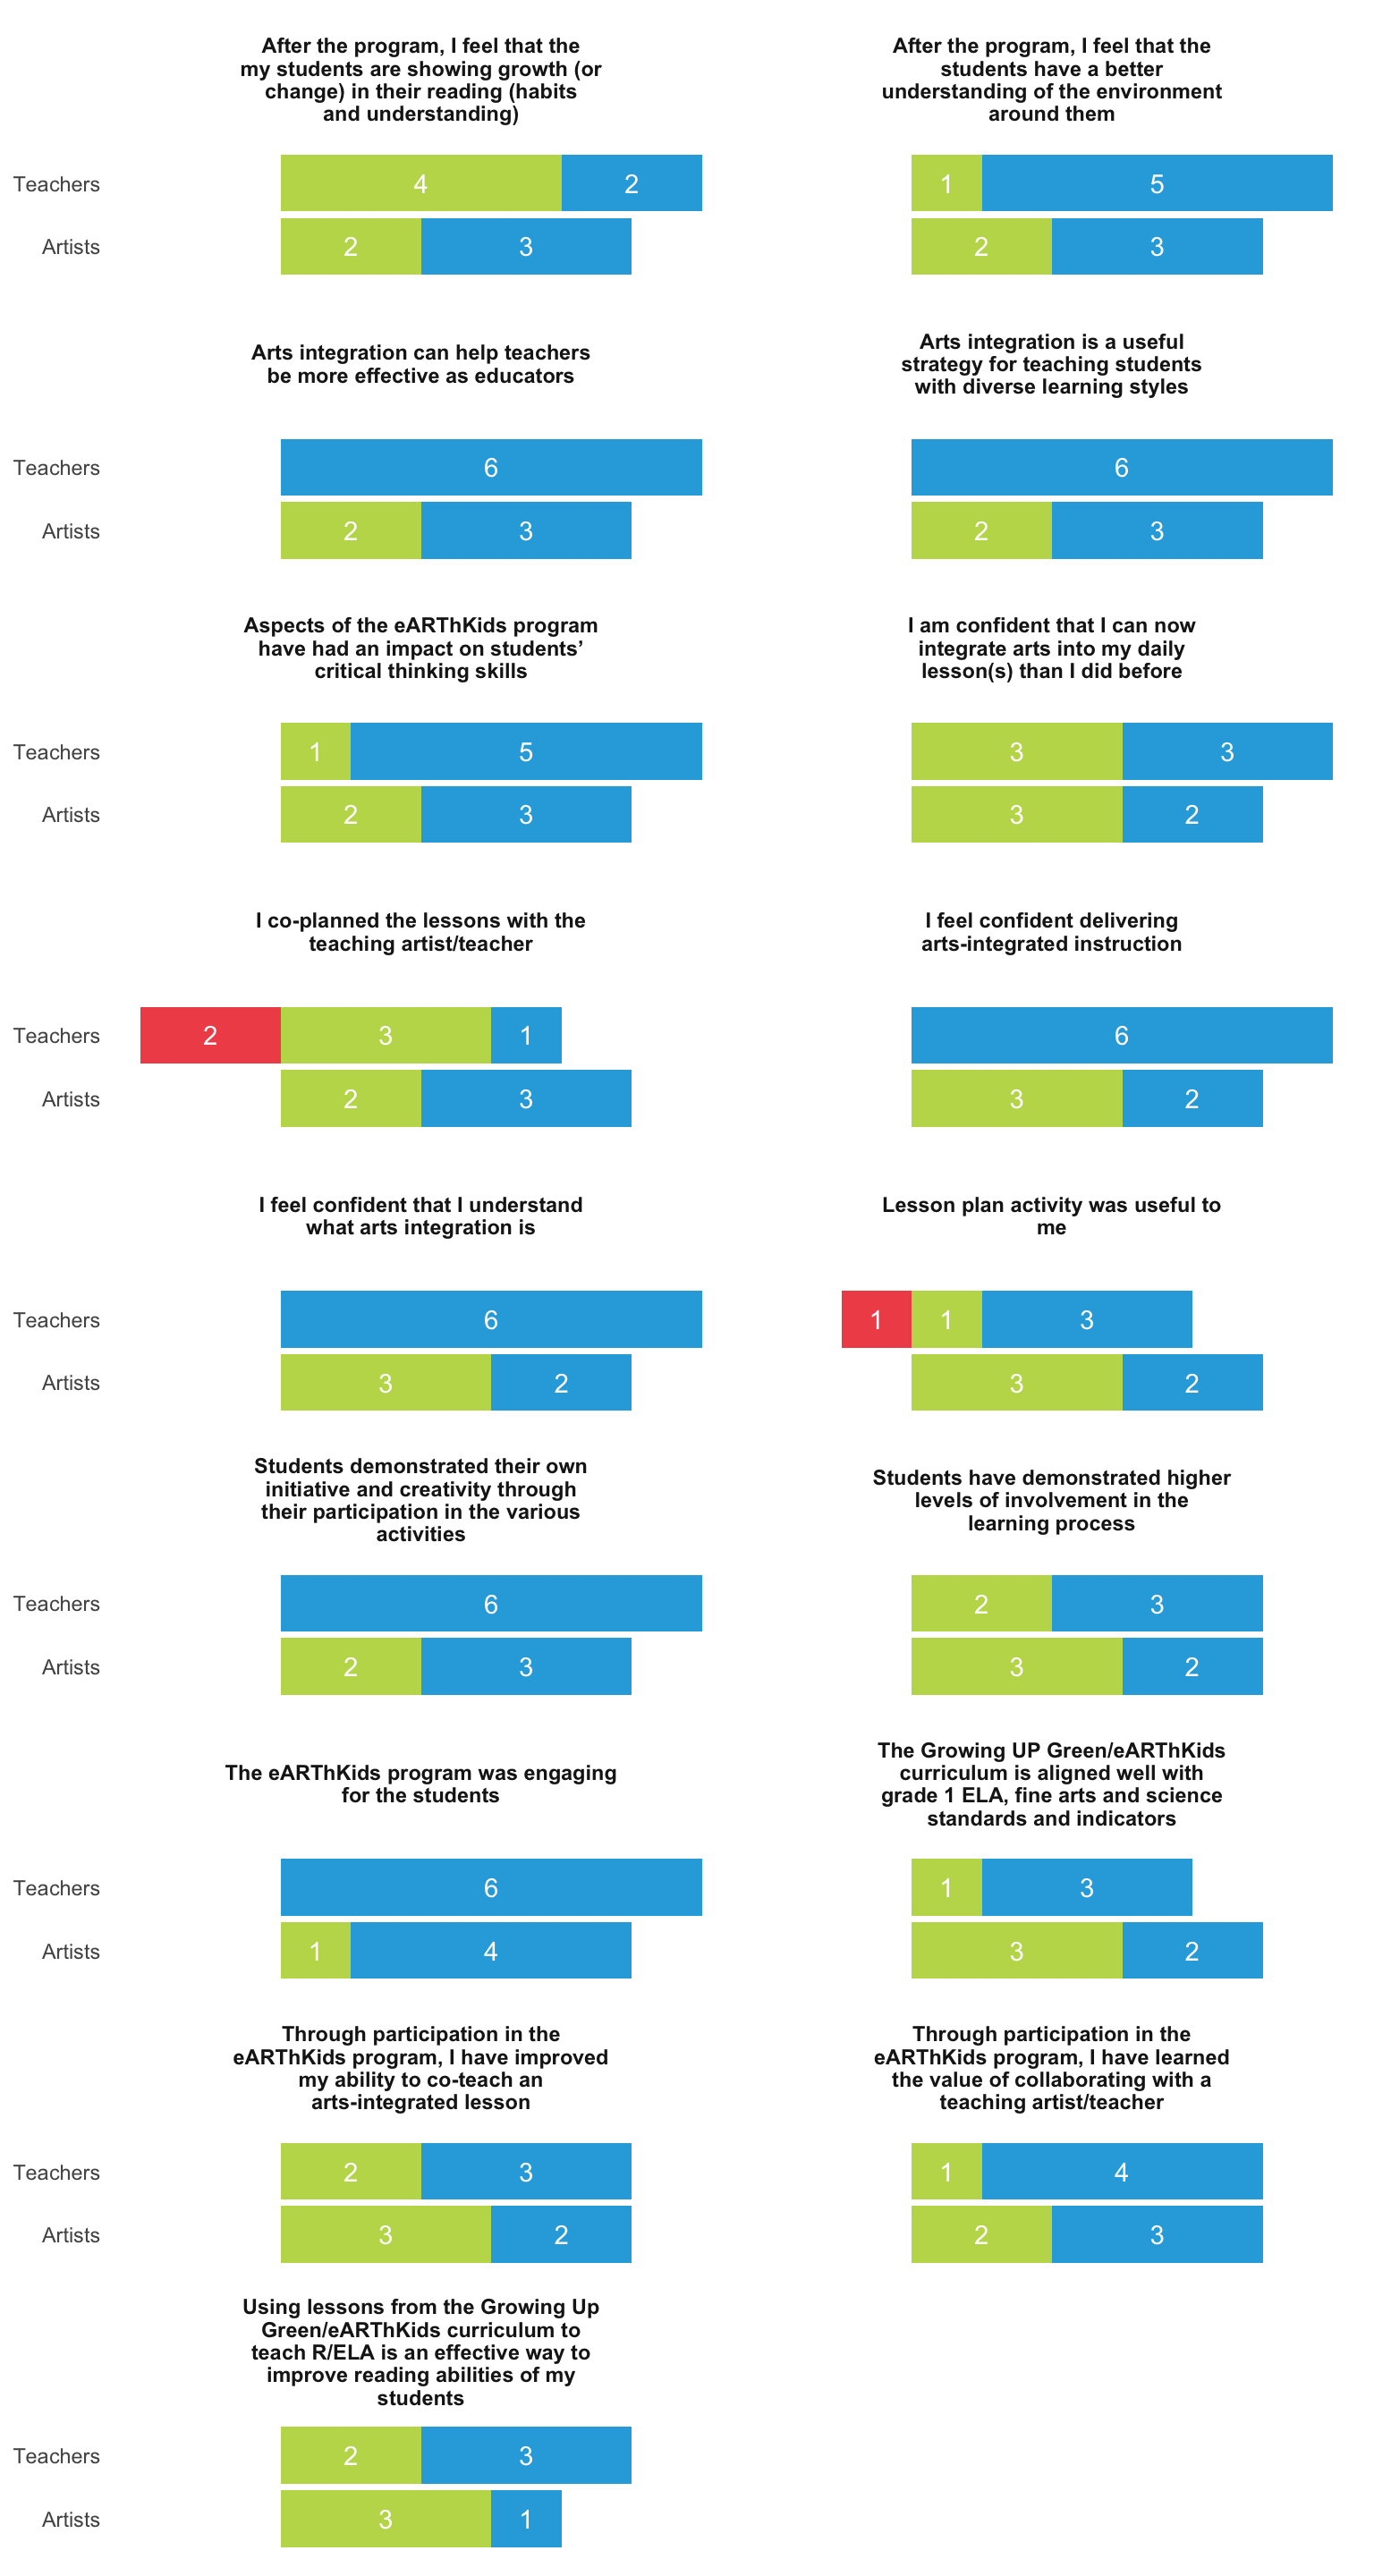 After the program, I feel that the
my students are showing growth (or
change) in their reading (habits
and understanding)
Teachers
4
2
Artists
2
3
After the program, I feel that the
students have a better
understanding of the environment
around them
1
5
2
3
Arts integration can help teachers
be more effective as educators
Teachers
6
Artists
2
3
Arts integration is a useful
strategy for teaching students
with diverse learning styles
6
2
3
Aspects of the eARThKids program
have had an impact on students’
critical thinking skills
Teachers
1
5
Artists
2
3
I am confident that I can now
integrate arts into my daily
lesson(s) than I did before
3
3
3
2
I co-planned the lessons with the
teaching artist/teacher
Teachers
2
3
1
Artists
2
3
I feel confident delivering
arts-integrated instruction
6
3
2
I feel confident that I understand
what arts integration is
Teachers
6
Artists
3
2
Lesson plan activity was useful to
me
1
1
3
3
2
Students demonstrated their own
initiative and creativity through
their participation in the various
activities
Teachers
6
Artists
2
3
Students have demonstrated higher
levels of involvement in the
learning process
2
3
3
2
The eARThKids program was engaging
for the students
Teachers
6
Artists
1
4
The Growing UP Green/eARThKids
curriculum is aligned well with
grade 1 ELA, fine arts and science
standards and indicators
1
3
3
2
Through participation in the
eARThKids program, I have improved
my ability to co-teach an
arts-integrated lesson
Teachers
2
3
Artists
3
2
Through participation in the
eARThKids program, I have learned
the value of collaborating with a
teaching artist/teacher
1
4
2
3
Using lessons from the Growing Up
Green/eARThKids curriculum to
teach R/ELA is an effective way to
improve reading abilities of my
students
Teachers
2
3
Artists
3
1